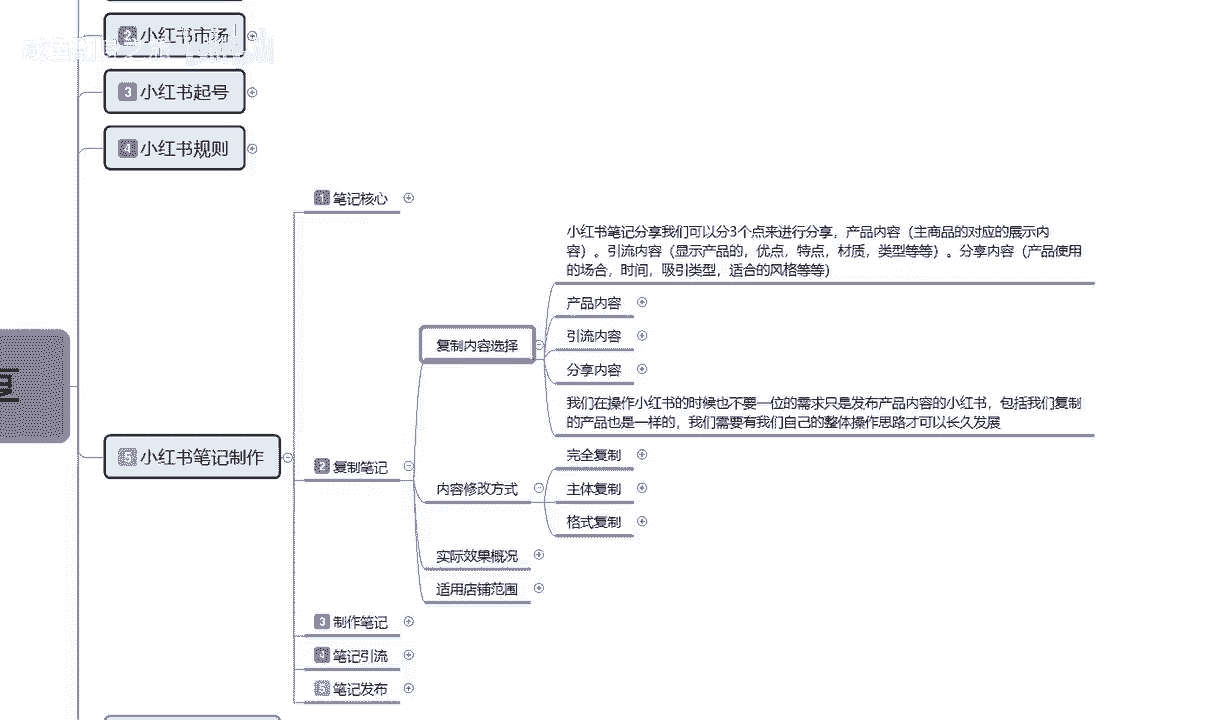 2 小红书市场
3 小红书起号
4 小红书规则
1 笔记核心
小红书笔记分享我们可以分3个点来进行分享，产品内容（主商品的对应的展示内
容）。引流内容（显示产品的，优点，特点，材质，类型等等）。分享内容（产品使用
的场合，时间，吸引类型，适合的风格等等）
产品内容
复制内容选择
引流内容
分享内容
我们在操作小红书的时候也不要一位的需求只是发布产品内容的小红书，包括我们复制
的产品也是一样的，我们需要有我们自己的整体操作思路才可以长久发展
5 小红书笔记制作
2 复制笔记
完全复制
内容修改方式
主体复制
格式复制
实际效果概况
适用店铺范围
3 制作笔记
4 笔记引流
5 笔记发布